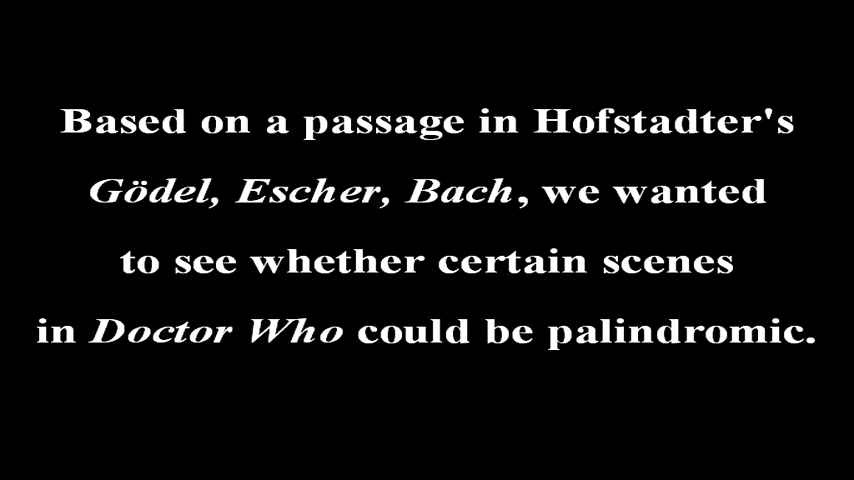 Based on a passage in Hofstadter's
Gödel, Escher, Bach, we wanted
to see whether certain scenes
in Doctor Who could be palindromic.